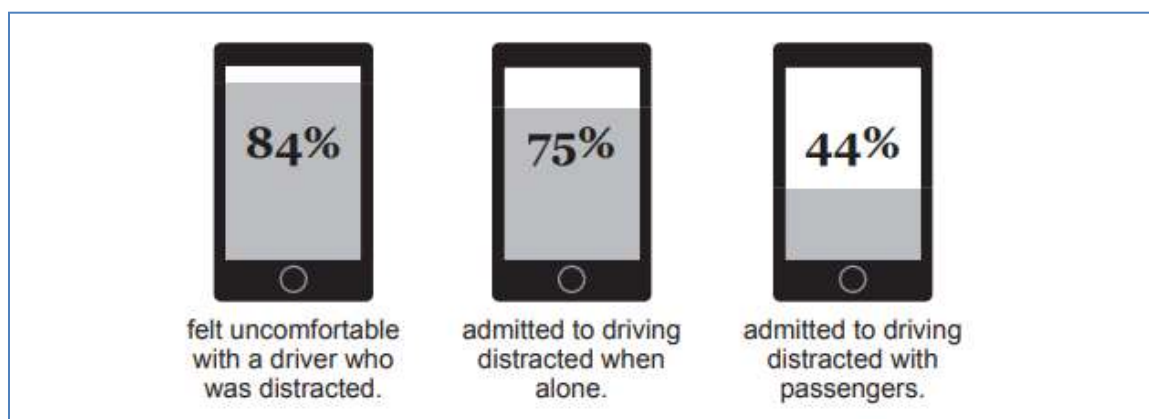 84%
75%
44%
felt uncomfortable
with a driver who
was distracted.
admitted to driving
distracted when
alone.
admitted to driving
distracted with
passengers.